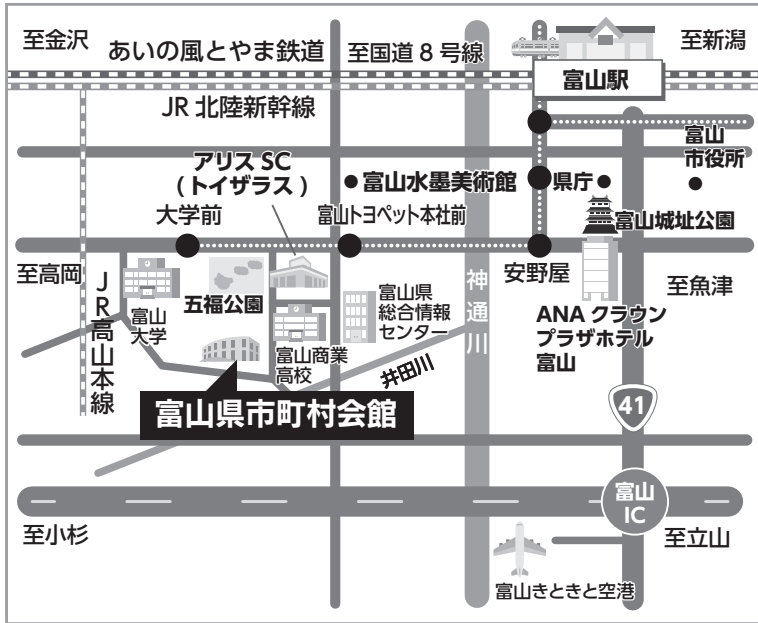 至金沢
あいの風とやま鉄道
至国道8号線
至新潟
富山駅
JR 北陸新幹線
富山
市役所
アリス SC
(トイザラス)
富山水墨美術館
県庁
大学前
富山トヨペット本社前
富山城址公園
至高岡
安野屋
至魚津
JR高山本線
富山
大学
五福公園
富山商業
高校
富山県
総合情報
センター
神通川
ANA クラウン
プラザホテル
富山
井田川
富山県市町村会館
41
富山
IC
至小杉
至立山
富山きときと空港